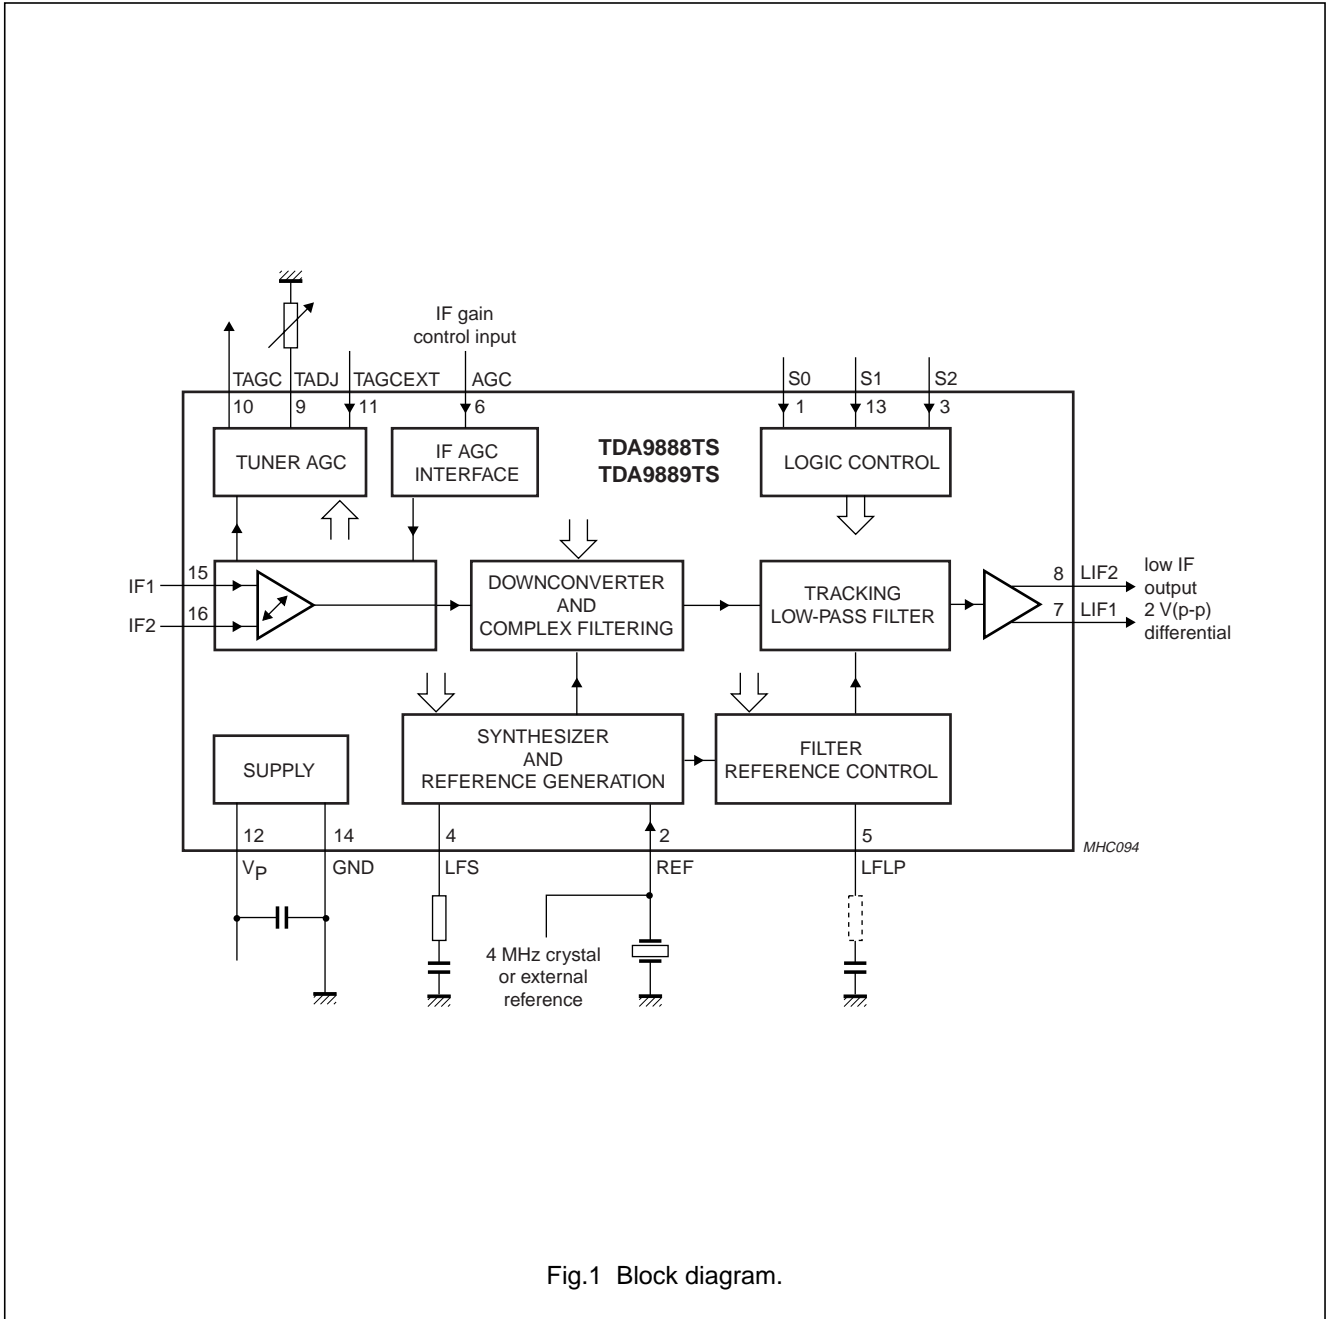 IF gain
control input
TAGC
TADJ
TAGCEXT
AGC
S0
S1
S2
10
9
11
6
1
13
3
TUNER AGC
IF AGC
INTERFACE
TDA9888TS
TDA9889TS
LOGIC CONTROL
IF1
15
IF2
16
DOWNCONVERTER
AND
COMPLEX FILTERING
TRACKING
LOW-PASS FILTER
8
LIF2
7
LIF1
low IF
output
2 V(p-p)
differential
SUPPLY
SYNTHESIZER
AND
REFERENCE GENERATION
FILTER
REFERENCE CONTROL
12
14
4
2
5
VP
GND
LFS
REF
LFLP
MHC094
4 MHz crystal
or external
reference
Fig.1 Block diagram.